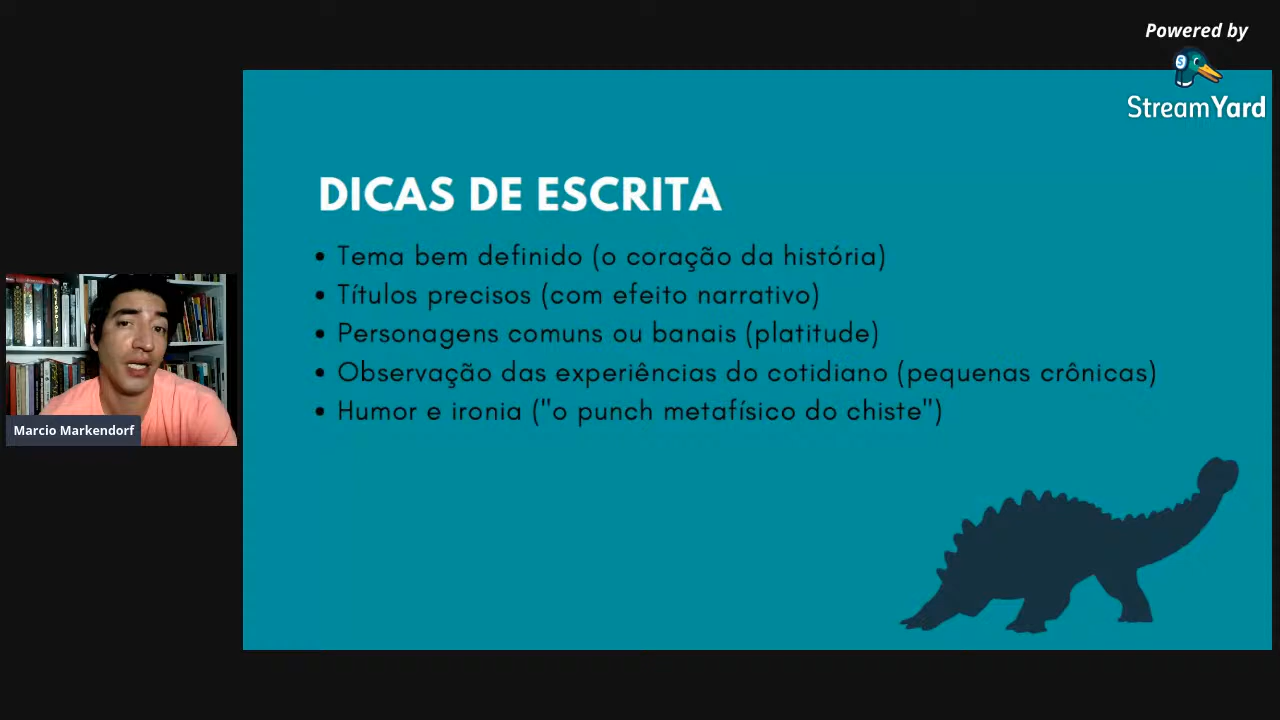 Powered by
StreamYard
DICAS DE ESCRITA
• Tema bem definido (o coração da história)
• Títulos precisos (com efeito narrativo)
• Personagens comuns ou banais (platitude)
• Observação das experiências do cotidiano (pequenas crônicas)
• Humor e ironia ("o punch metafísico do chiste")
Marcio Markendorf